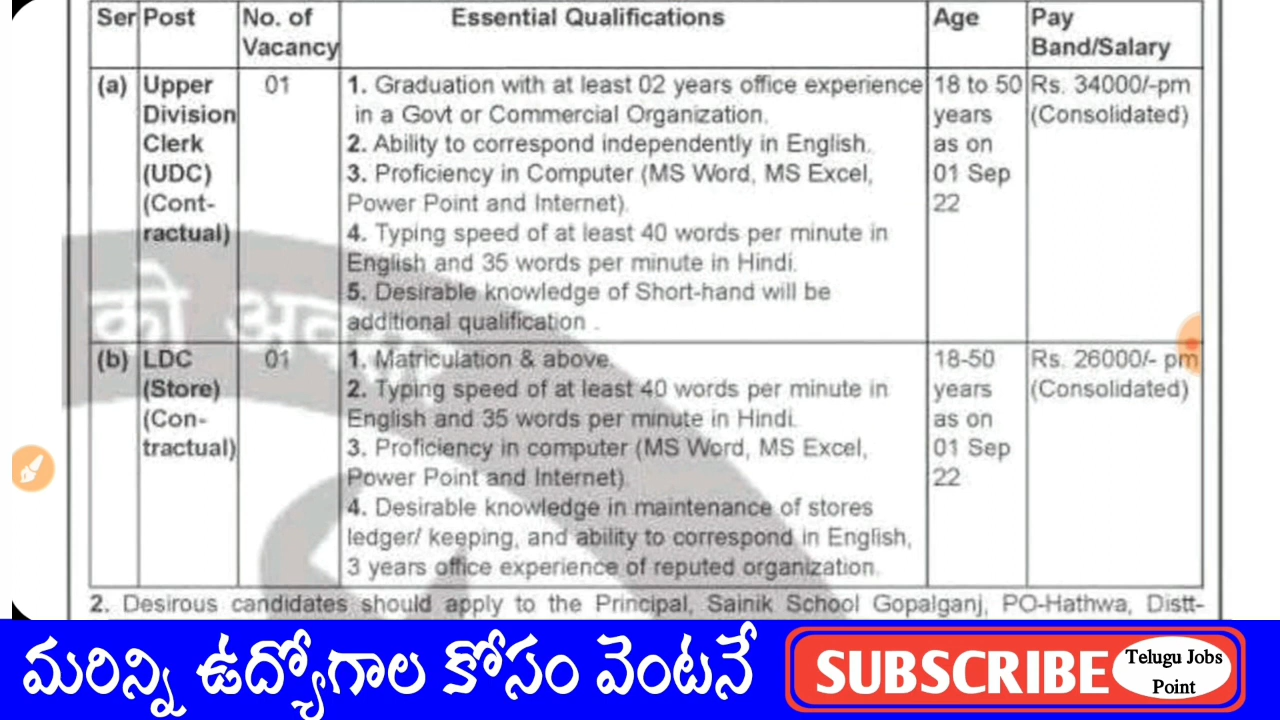 Ser Post No. of Essential Qualifications Age Pay
Vacancy Band/Salary
(a) Upper 01 1. Graduation with at least 02 years office experience 18 to 50 Rs. 34000/-pm
Division in a Govt or Commercial Organization. years (Consolidated)
Clerk 2. Ability to correspond independently in English. as on
(UDC) 3. Proficiency in Computer (MS Word, MS Excel, 01 Sep
(Cont- Power Point and Internet). 22
ractual) 4. Typing speed of at least 40 words per minute in
English and 35 words per minute in Hindi.
5. Desirable knowledge of Short-hand will be
additional qualification .
(b) LDC 01 1. Matriculation & above. 18-50 Rs. 26000/- pm
(Store) 2. Typing speed of at least 40 words per minute in years (Consolidated)
(Con- English and 35 words per minute in Hindi. as on
tractual) 3. Proficiency in computer (MS Word, MS Excel, 01 Sep
Power Point and Internet). 22
4. Desirable knowledge in maintenance of stores
ledger/ keeping, and ability to correspond in English,
3 years office experience of reputed organization.
2. Desirous candidates should apply to the Principal, Sainik School Gopalganj, PO-Hathwa, Distt-
మరిన్ని ఉద్యోగాల కోసం వెంటనే SUBSCRIBE Telugu Jobs
Point
को